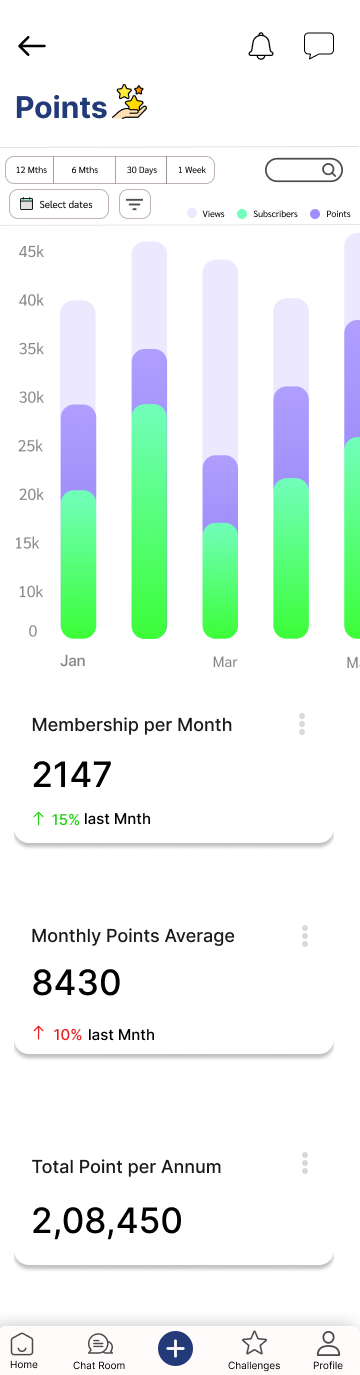 Points
12 Mths 6 Mths 30 Days 1 Week
Select dates
Views Subscribers Points
45k
40k
35k
30k
25k
20k
15k
10k
0
Jan Mar
Membership per Month
2147
↑ 15% last Mnth
Monthly Points Average
8430
↑ 10% last Mnth
Total Point per Annum
2,08,450
Home Chat Room Challenges Profile